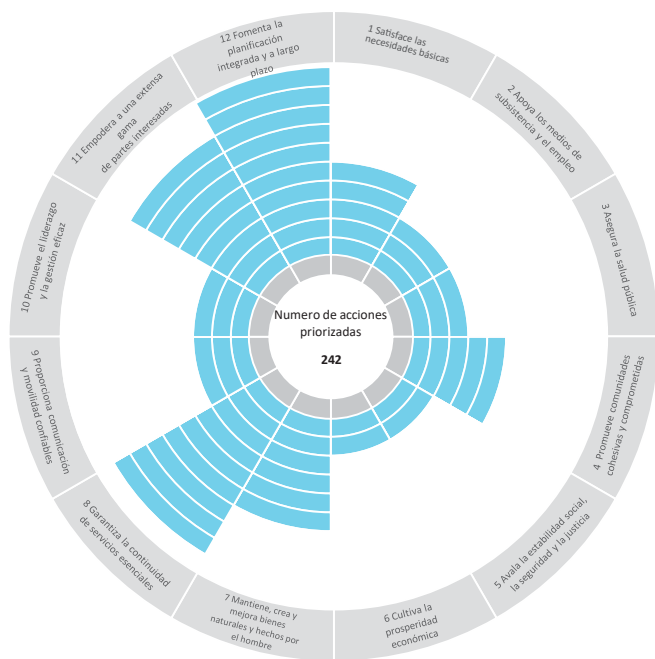 12 Fomenta la
planificación
integrada y a largo
plazo
1 Satisface las
necesidades básicas
2 Apoya los medios de
subsistencia y el empleo
3 Asegura la salud pública
4 Promueve comunidades
cohesivas y comprometidas
5 Avala la estabilidad social,
la seguridad y la justicia
6 Cultiva la
prosperidad
económica
7 Mantiene, crea y
mejora bienes
naturales y hechos por
el hombre
8 Garantiza la continuidad
de servicios esenciales
9 Proporciona comunicación
y movilidad confiables
10 Promueve el liderazgo
y la gestión eficaz
11 Empodera a una extensa
gama
de partes interesadas
Numero de acciones
priorizadas
242